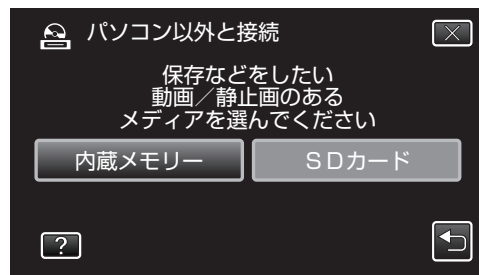 パソコン以外と接続
保存などをしたい
動画／静止画のある
メディアを選んでください
内蔵メモリー
ＳＤカード
?